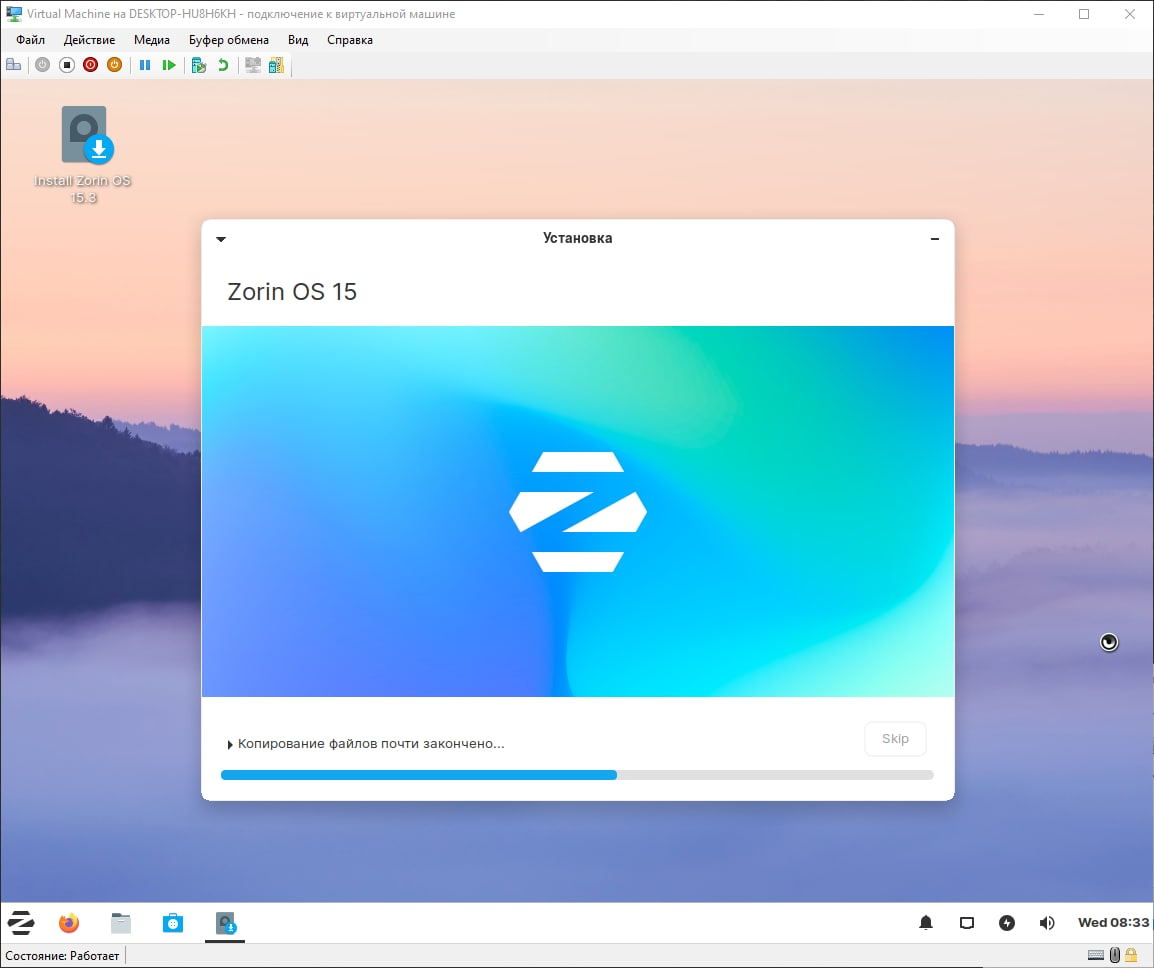 Virtual Machine на DESKTOP-HU8H6KH - подключение к виртуальной машине
Файл Действие Медиа Буфер обмена Вид Справка
Install Zorin OS
15.3
Установка
Zorin OS 15
Копирование файлов почти закончено...
Skip
Wed 08:33
Состояние: Работает